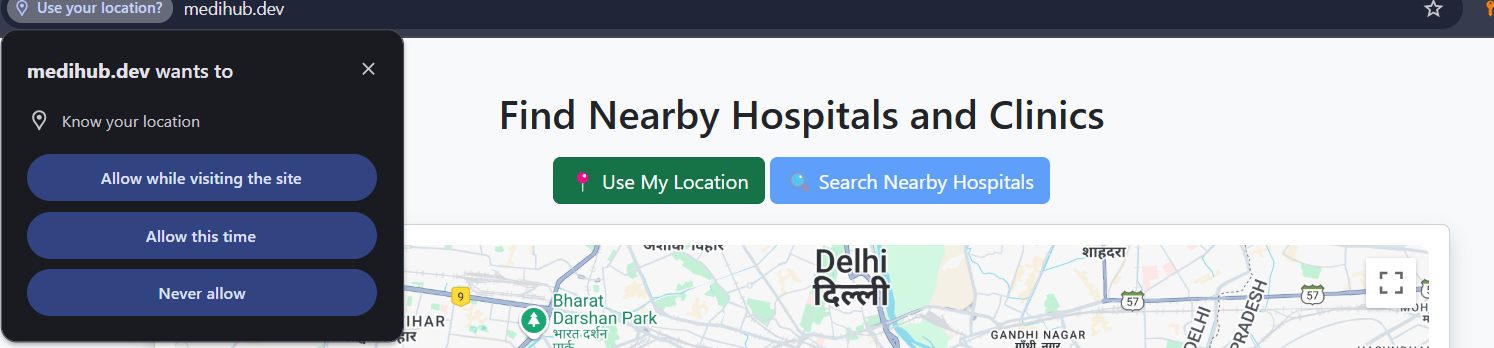 Use your location?
medihub.dev
medihub.dev wants to
Know your location
Allow while visiting the site
Allow this time
Never allow
Find Nearby Hospitals and Clinics
Use My Location
Search Nearby Hospitals
अशोक विहार
Delhi
दिल्ली
शाहदरा
9
57
57
Bharat
Darshan Park
भारत दर्शन
पार्क
IHAR
हार
GANDHI NAGAR
गाँधी नगर
DELHI
PRADESH
MOH